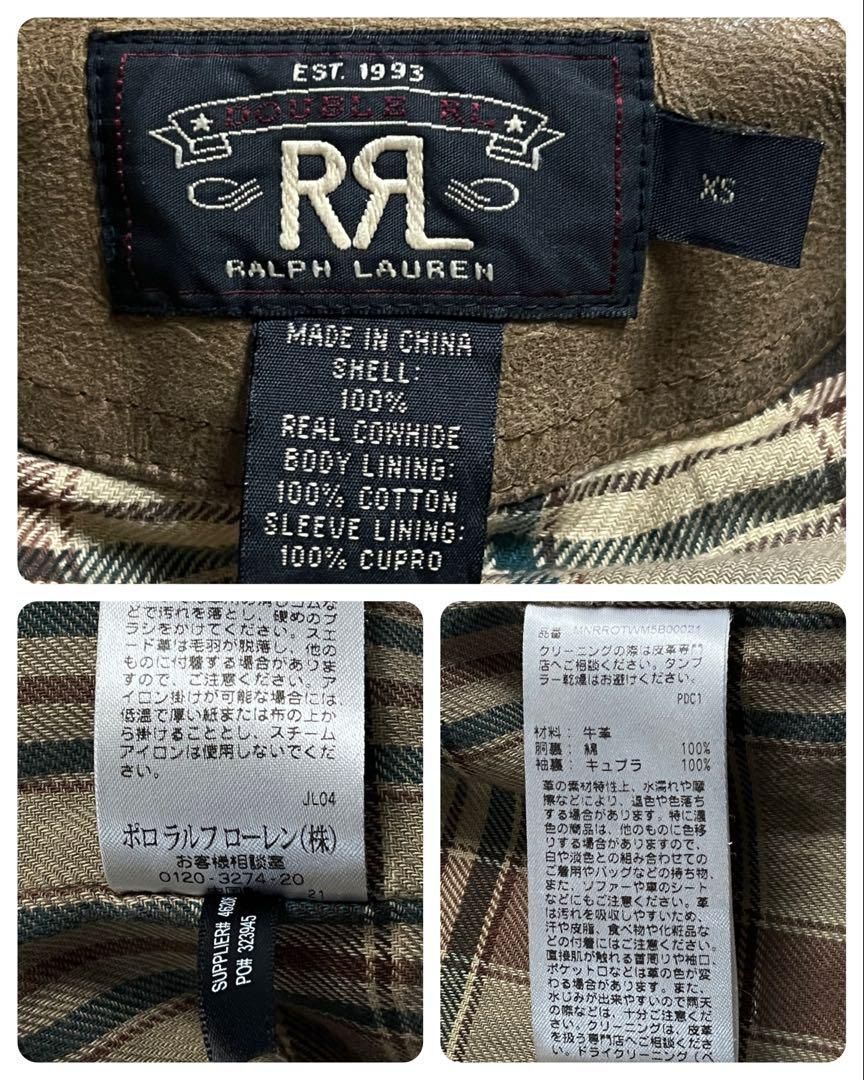 EST. 1993
DOUBLE RL
RRL
RALPH LAUREN
XS
MADE IN CHINA
SHELL:
100%
REAL COWHIDE
BODY LINING:
100% COTTON
SLEEVE LINING:
100% CUPRO
どで汚れを落とし、硬めのブ
ラシをかけてください。スエ
ード革は毛羽が脱落し、他の
ものに付着する場合がありま
すので、ご注意ください。ア
イロン掛けが可能な場合には、
低温で厚い紙または布の上か
ら掛けることとし、スチーム
アイロンは使用しないでくだ
さい。
JL04
ポロ ラルフ ローレン(株)
お客様相談室
0120-3274-20
21
SUPPLIER# 4628
PO# 323945
品番 MNRROTWM5B00021
クリーニングの際は皮革専門
店へご相談ください。タンブ
ラー乾燥はお避けください。
PDC1
材料: 牛革
胴裏: 綿 100%
袖裏: キュプラ 100%
革の素材特性上、水濡れや摩
擦などにより、退色や色落ち
する場合があります。特に濃
色の商品は、他のものに色移
りする場合がありますので、
白や淡色との組み合わせでの
ご着用やバッグなどの持ち物、
また、ソファーや車のシート
などにもご注意ください。革
は汚れを吸収しやすいため、
汗や皮脂、食べ物や化粧品な
どの付着にはご注意ください。
直接肌が触れる首周りや袖口、
ポケット口などは革の色が変
わる場合があります。また、
水じみが出来やすいので雨天
の際などは、十分ご注意くだ
さい。クリーニングは、皮革
を扱う専門店へご相談くださ
い。ドライクリーニング(ベ